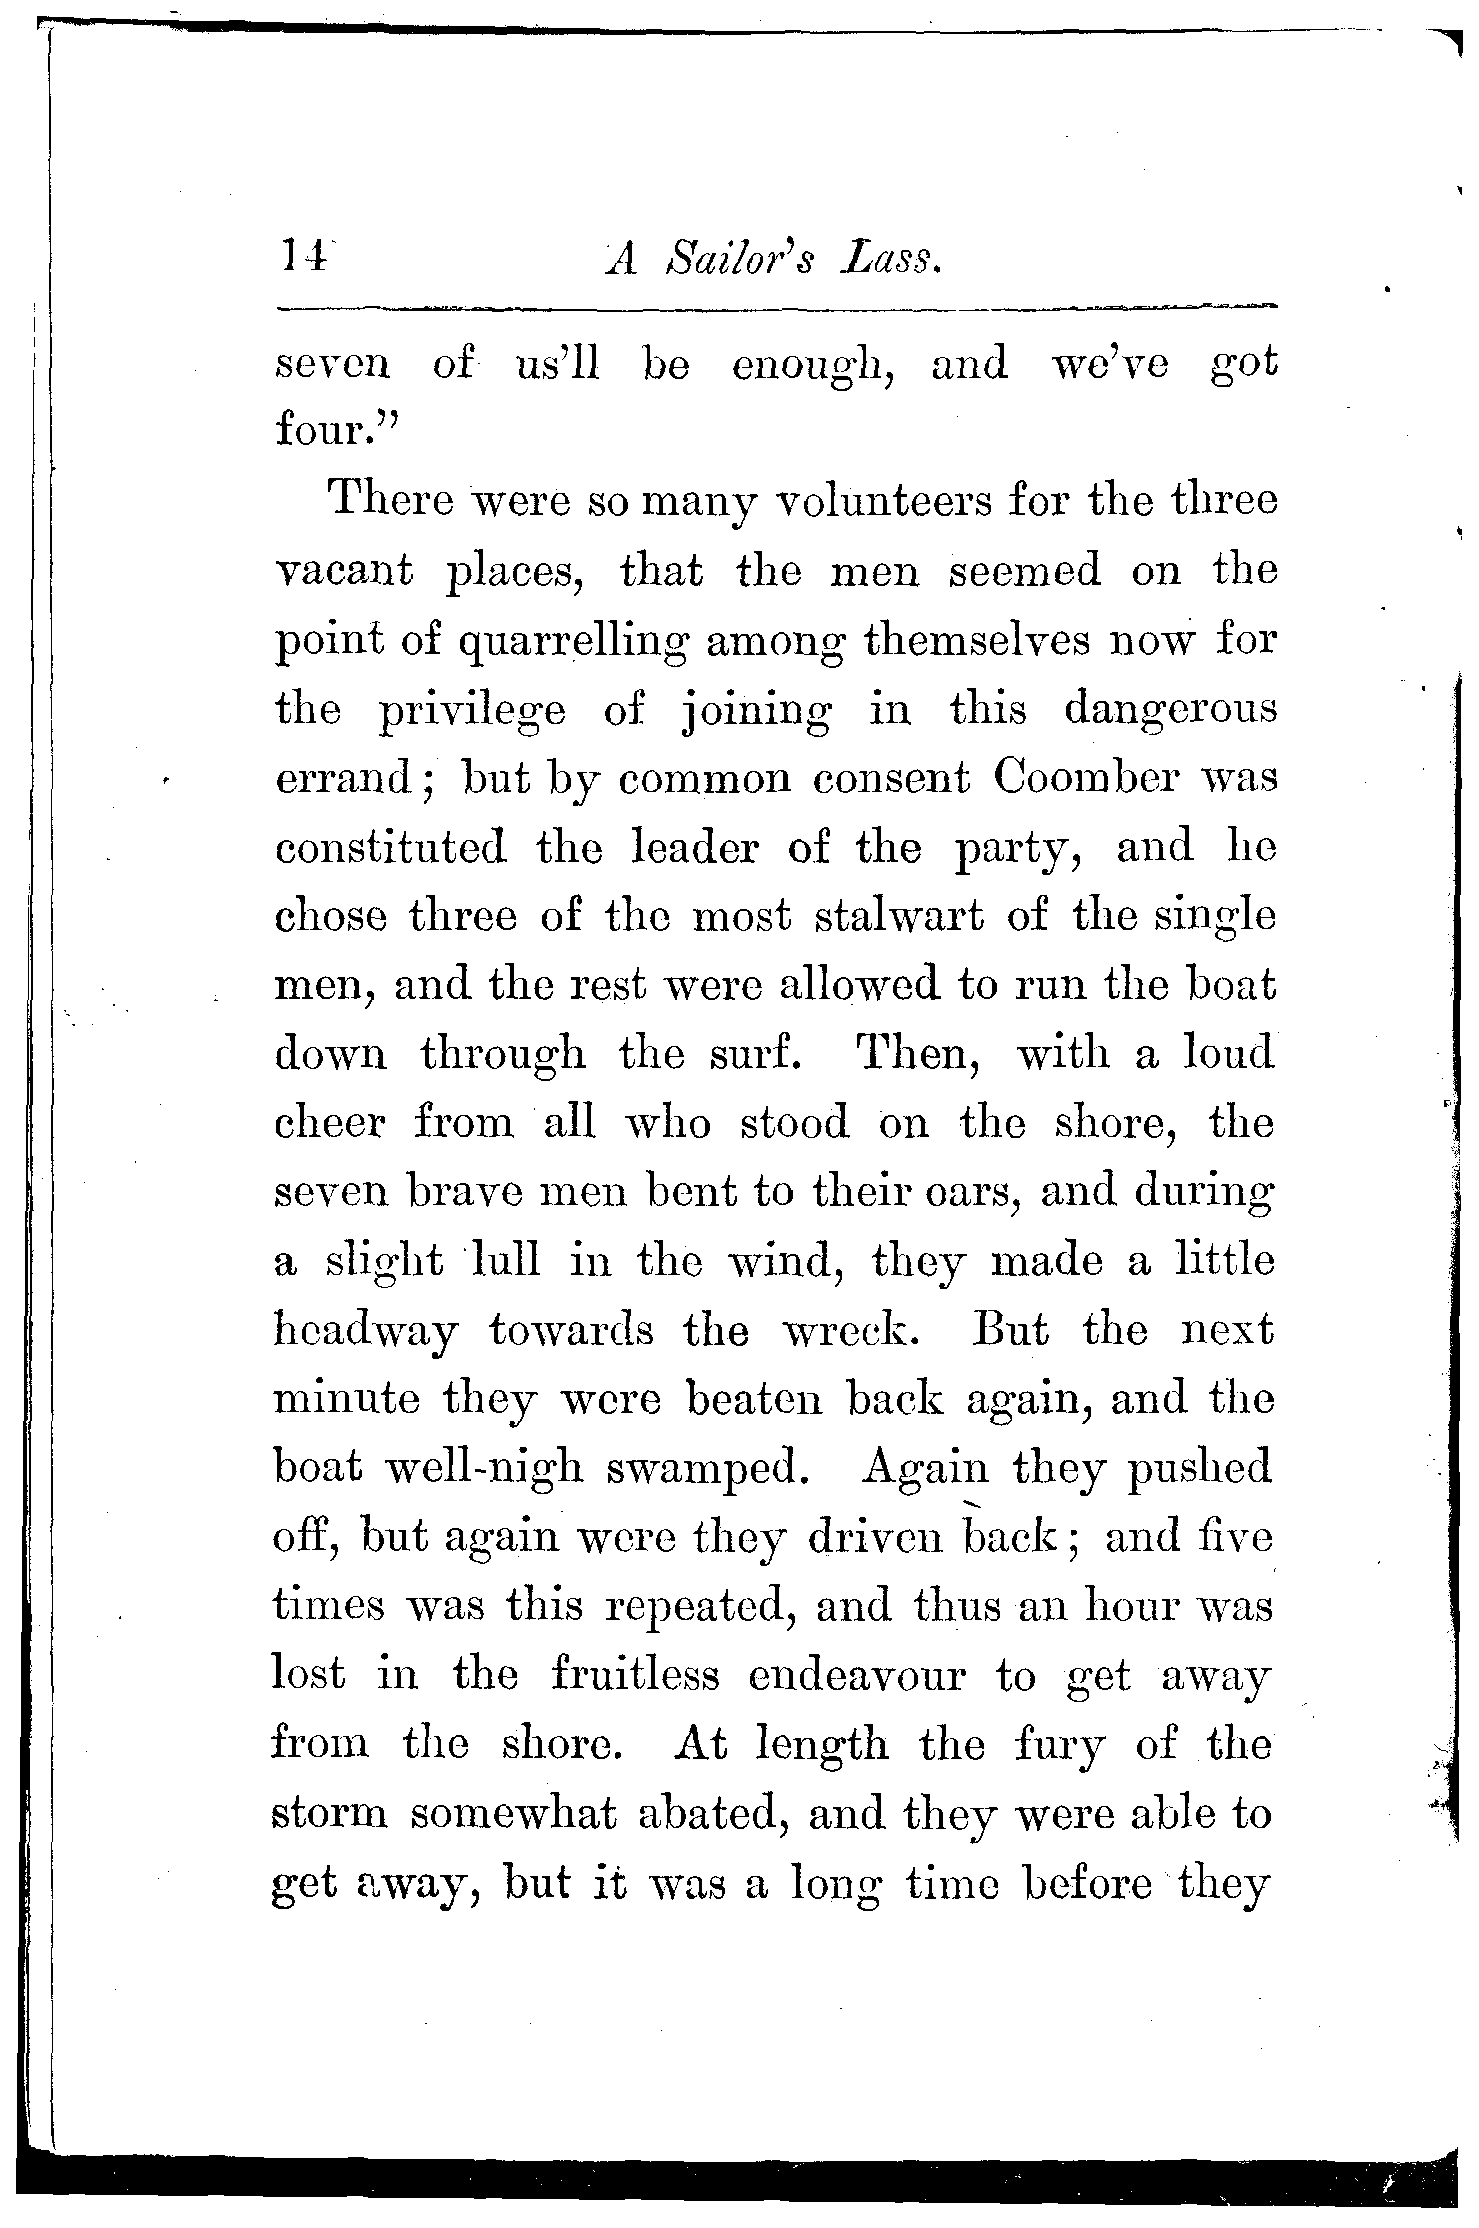 14 A Sailor's Lass.
seven of us'll be enough, and we've got
four."
There were so many volunteers for the three
vacant places, that the men seemed on the
point of quarrelling among themselves now for
the privilege of joining in this dangerous
errand; but by common consent Coomber was
constituted the leader of the party, and he
chose three of the most stalwart of the single
men, and the rest were allowed to run the boat
down through the surf. Then, with a loud
cheer from all who stood on the shore, the
seven brave men bent to their oars, and during
a slight lull in the wind, they made a little
headway towards the wreck. But the next
minute they were beaten back again, and the
boat well-nigh swamped. Again they pushed
off, but again were they driven back; and five
times was this repeated, and thus an hour was
lost in the fruitless endeavour to get away
from the shore. At length the fury of the
storm somewhat abated, and they were able to
get away, but it was a long time before they